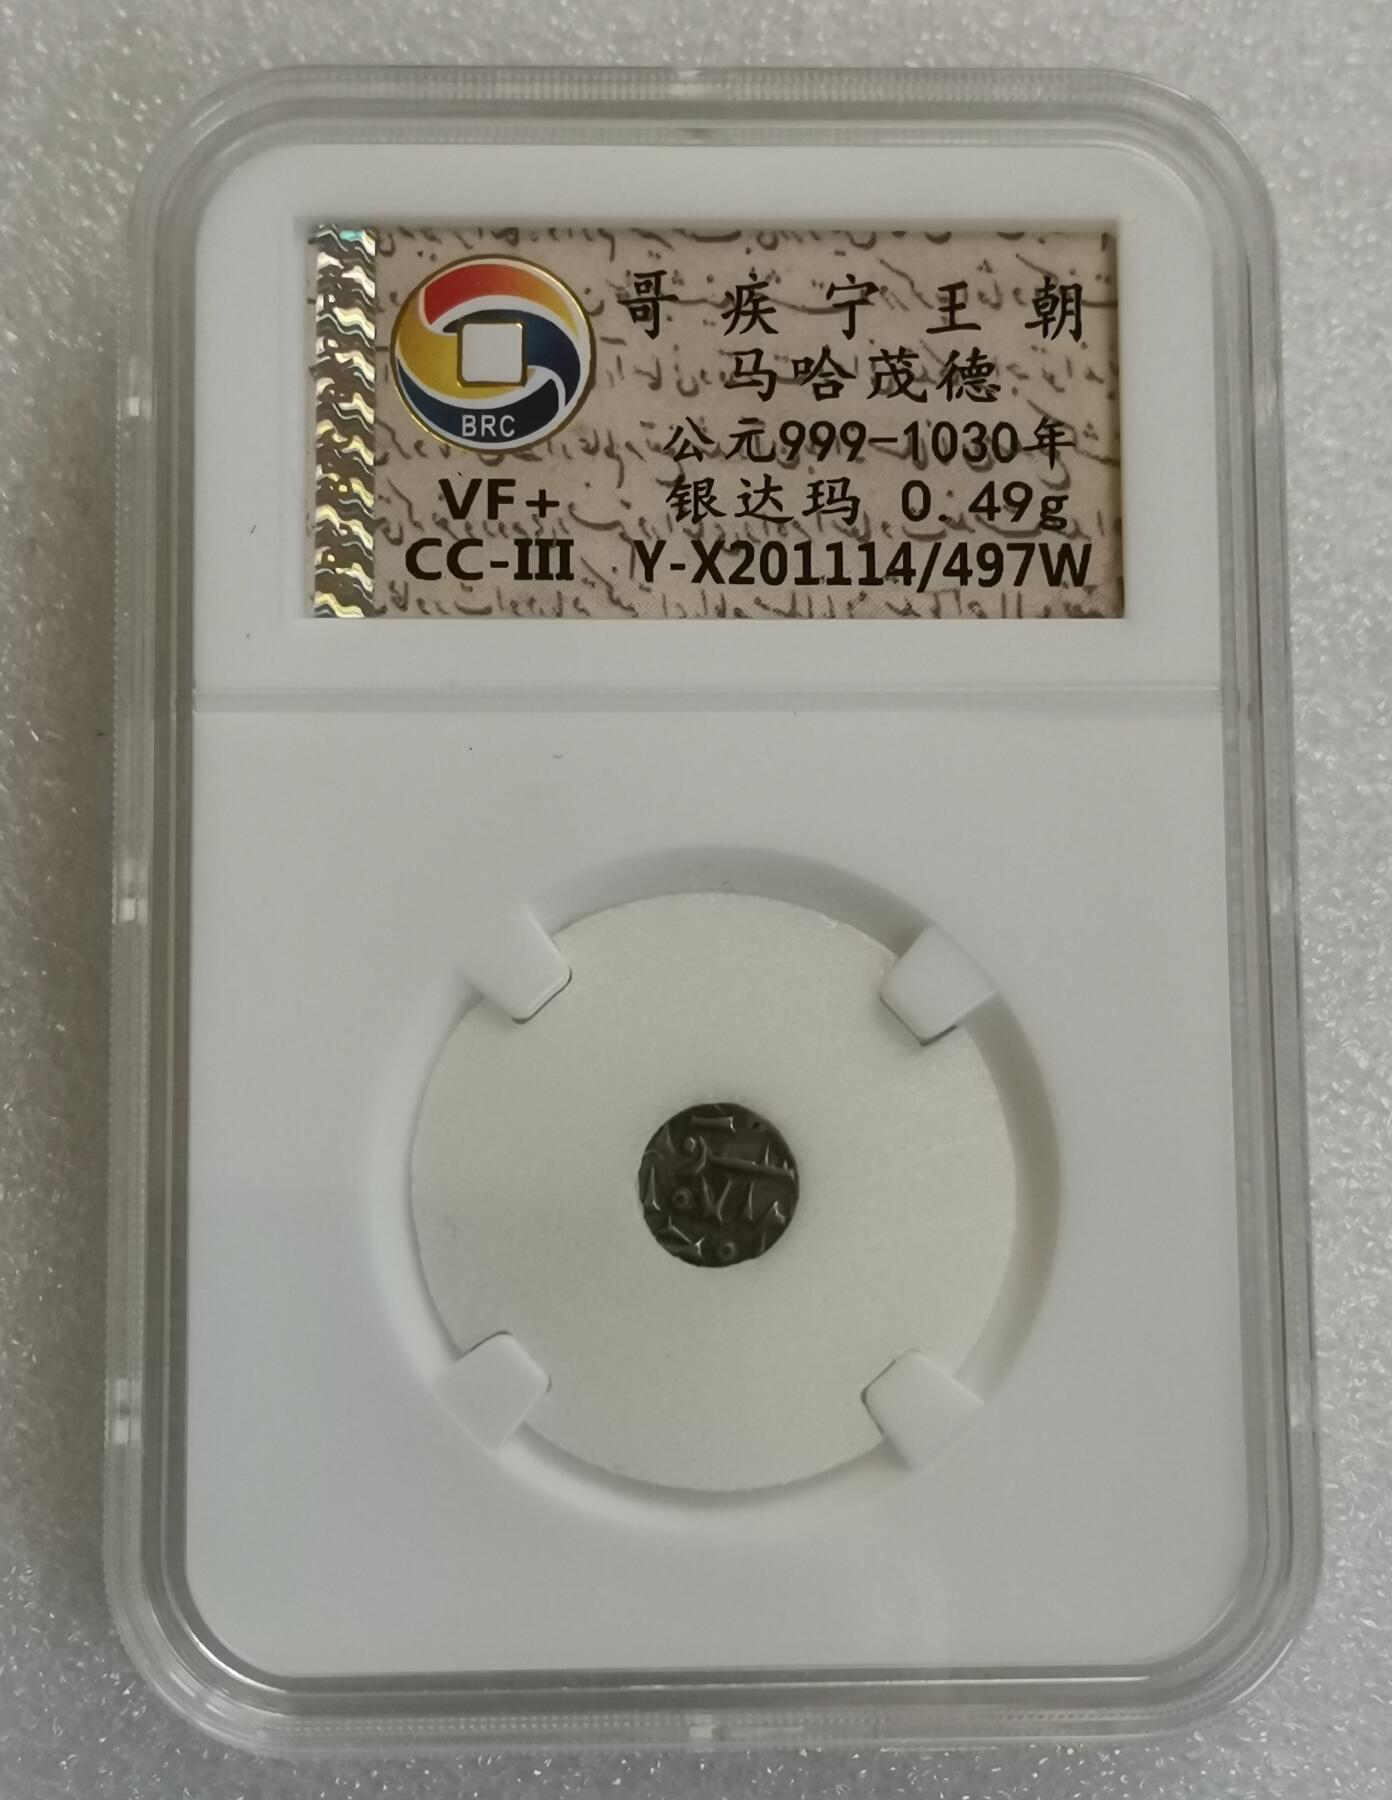 哥疾宁王朝
马哈茂德
BRC
公元999-1030年
VF+ 银达玛 0.49g
CC-III Y-X201114/497W